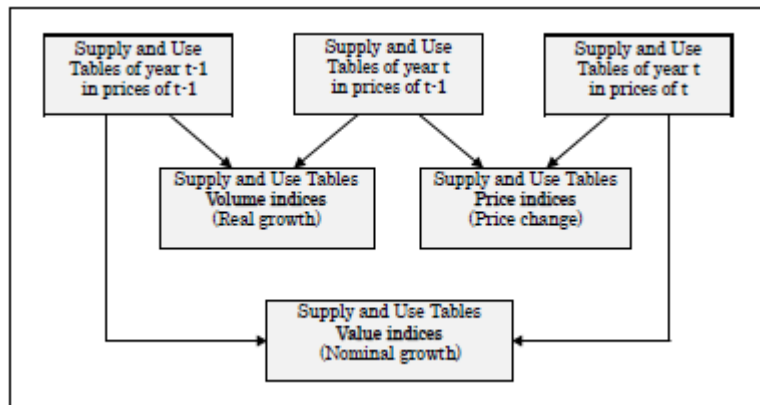 Supply and Use
Tables of year t-1
in prices of t-1
Supply and Use
Tables of year t
in prices of t-1
Supply and Use
Tables of year t
in prices of t
Supply and Use Tables
Volume indices
(Real growth)
Supply and Use Tables
Price indices
(Price change)
Supply and Use Tables
Value indices
(Nominal growth)